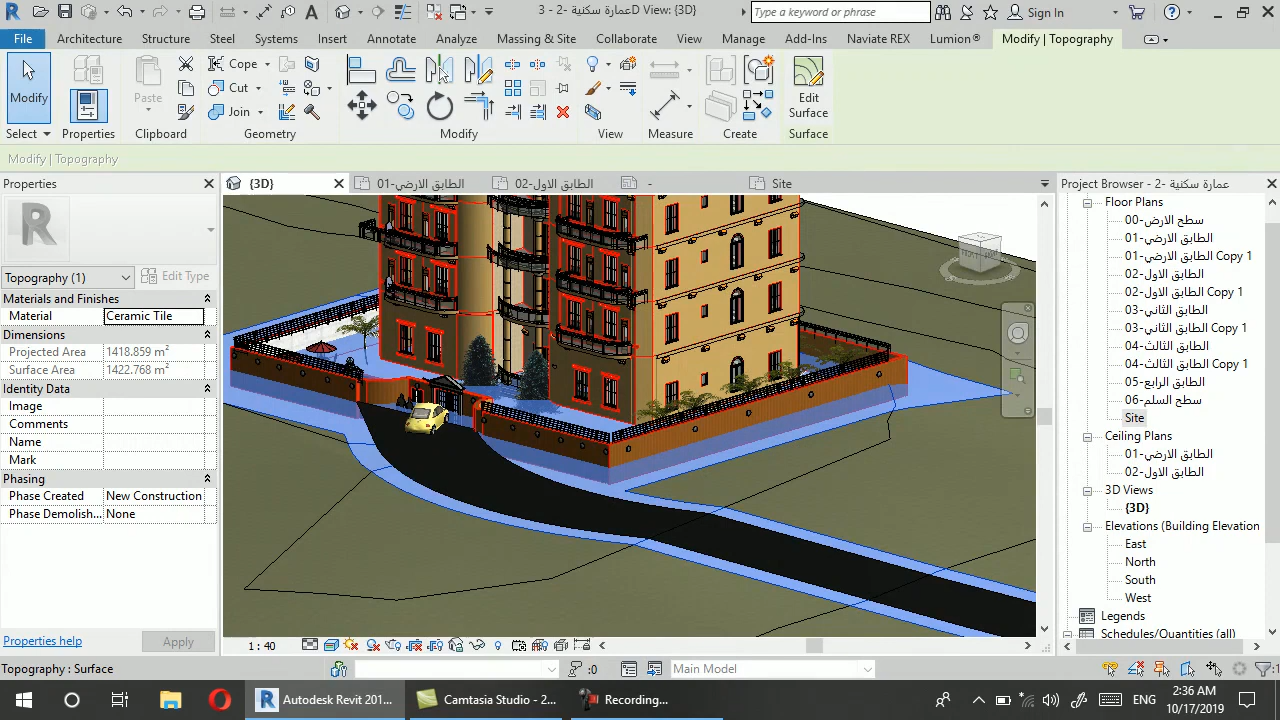 عمارة سكنية -2 - 3D View: {3D}
Type a keyword or phrase
Sign In
File Architecture Structure Steel Systems Insert Annotate Analyze Massing & Site Collaborate View Manage Add-Ins Naviate REX Lumion® Modify | Topography
Modify
Paste
Cope
Cut
Join
Edit
Surface
Select Properties Clipboard Geometry Modify View Measure Create Surface
Modify | Topography
Properties
{3D}
الطابق الارضي-01
الطابق الاول-02
-
Site
Project Browser - عمارة سكنية -2
Topography (1)
Edit Type
Materials and Finishes
Material Ceramic Tile
Dimensions
Projected Area 1418.859 m²
Surface Area 1422.768 m²
Identity Data
Image
Comments
Name
Mark
Phasing
Phase Created New Construction
Phase Demolish... None
Properties help
Apply
Floor Plans
سطح الارض-00
الطابق الارضي-01
الطابق الارضي-01 Copy 1
الطابق الاول-02
الطابق الاول-02 Copy 1
الطابق الثاني-03
الطابق الثاني-03 Copy 1
الطابق الثالث-04
الطابق الثالث-04 Copy 1
الطابق الرابع-05
سطح السلم-06
Site
Ceiling Plans
الطابق الارضي-01
الطابق الاول-02
3D Views
{3D}
Elevations (Building Elevation
East
North
South
West
Legends
Schedules/Quantities (all)
1 : 40
Topography : Surface
:0
Main Model
:0
Autodesk Revit 201...
Camtasia Studio - 2...
Recording...
ENG
2:36 AM
10/17/2019